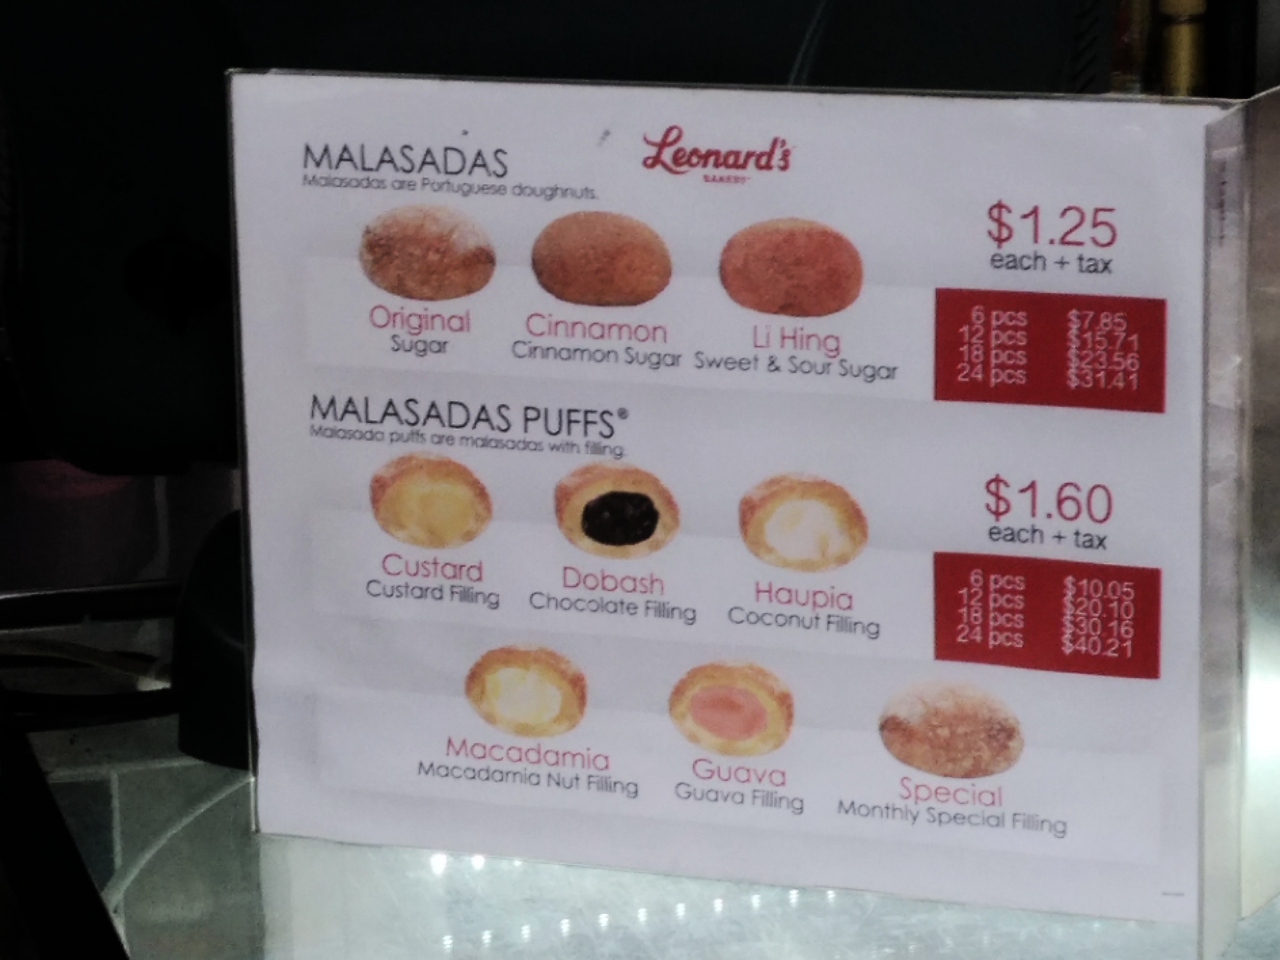 MALASADAS
Malasadas are Portuguese doughnuts.
Leonard's
BAKERY
$1.25
each + tax
Original
Sugar
Cinnamon
Cinnamon Sugar
Li Hing
Sweet & Sour Sugar
6 pcs $7.85
12 pcs $15.71
18 pcs $23.56
24 pcs $31.41
MALASADAS PUFFS®
Malasada puffs are malasadas with filling.
$1.60
each + tax
Custard
Custard Filling
Dobash
Chocolate Filling
Haupia
Coconut Filling
6 pcs $10.05
12 pcs $20.10
18 pcs $30.16
24 pcs $40.21
Macadamia
Macadamia Nut Filling
Guava
Guava Filling
Special
Monthly Special Filling